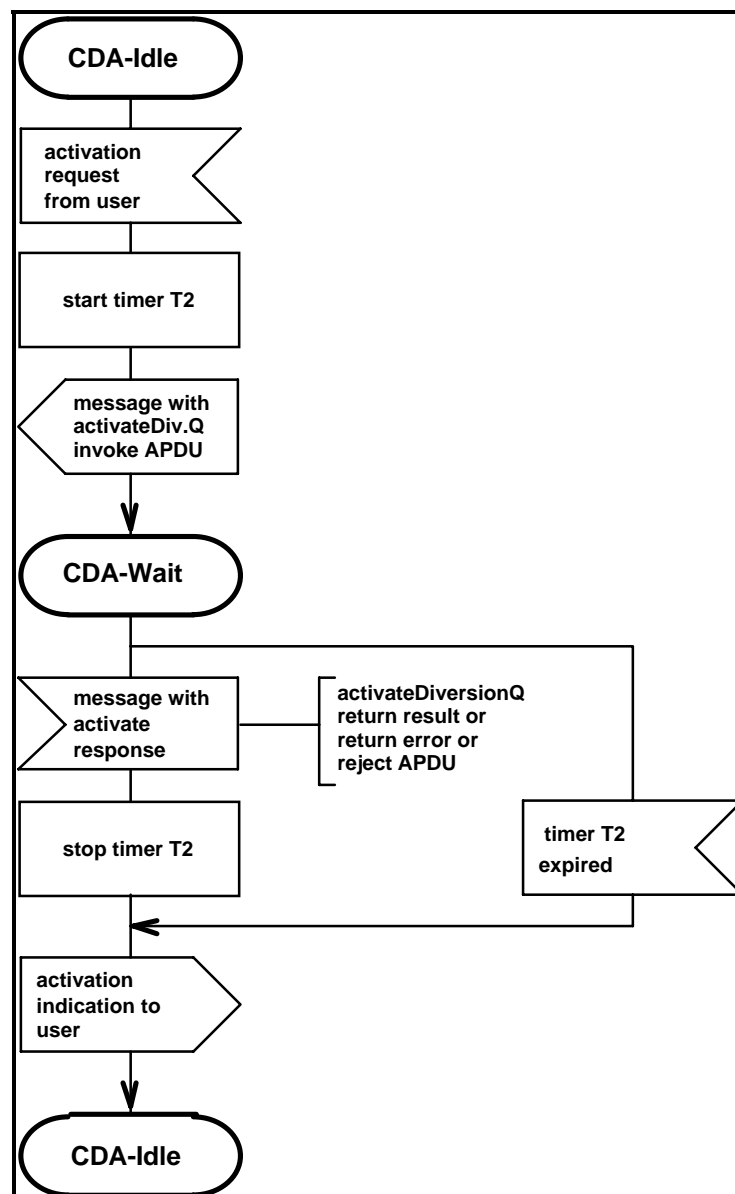 CDA-Idle
activation
request
from user
start timer T2
message with
activateDiv.Q
invoke APDU
CDA-Wait
message with
activate
response
activateDiversionQ
return result or
return error or
reject APDU
stop timer T2
timer T2
expired
activation
indication to
user
CDA-Idle